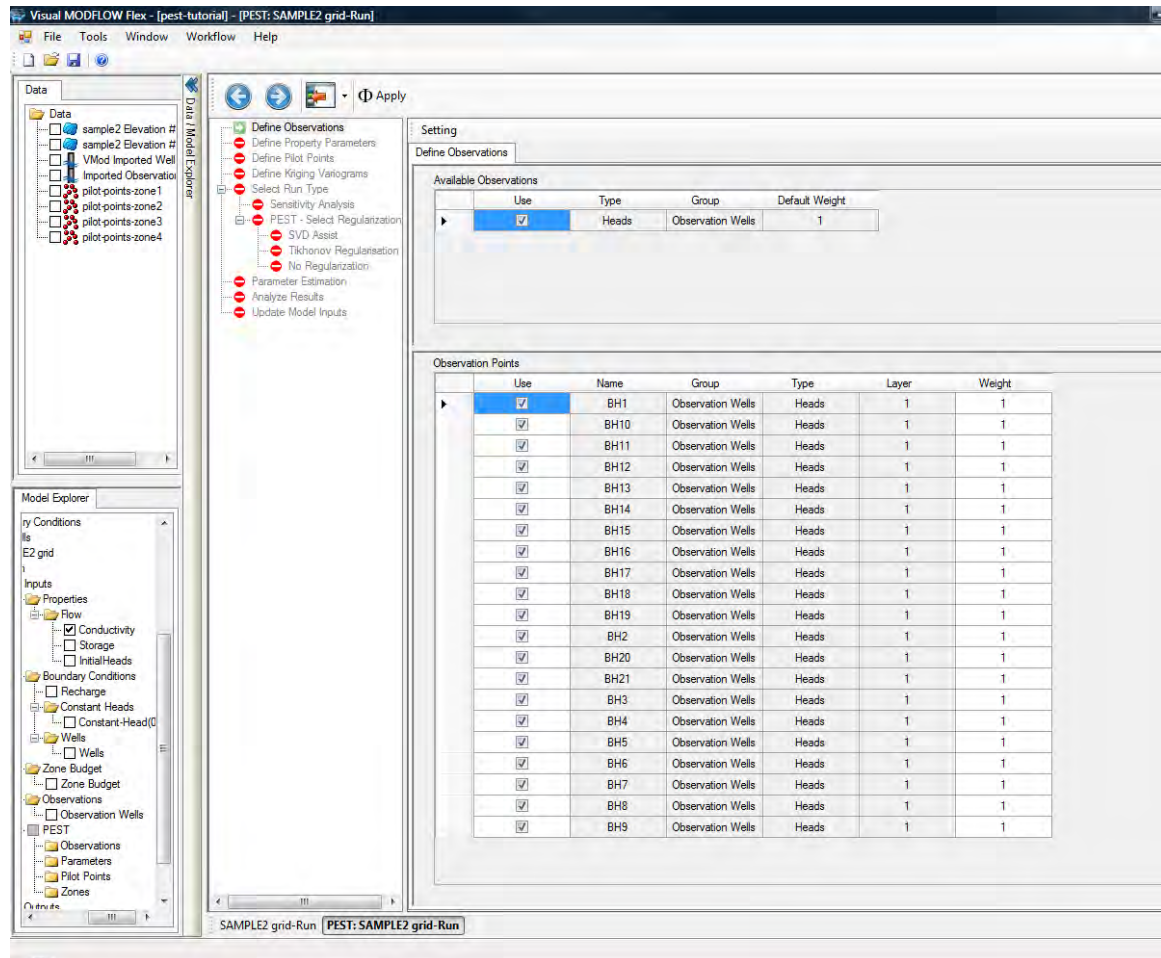 Visual MODFLOW Flex - [pest-tutorial] - [PEST: SAMPLE2 grid-Run]
File Tools Window Workflow Help
Data
Data
sample2 Elevation #
sample2 Elevation #
VMod Imported Well
Imported Observation
pilot-points-zone1
pilot-points-zone2
pilot-points-zone3
pilot-points-zone4
Data / Model Explorer
Model Explorer
ry Conditions
lls
E2 grid
Inputs
Properties
Flow
Conductivity
Storage
InitialHeads
Boundary Conditions
Recharge
Constant Heads
Constant-Head(0
Wells
Wells
Zone Budget
Zone Budget
Observations
Observation Wells
PEST
Observations
Parameters
Pilot Points
Zones
Outputs
Φ Apply
Define Observations
Define Property Parameters
Define Pilot Points
Define Kriging Variograms
Select Run Type
Sensitivity Analysis
PEST - Select Regularization
SVD Assist
Tikhonov Regularisation
No Regularization
Parameter Estimation
Analyze Results
Update Model Inputs
Setting
Define Observations
Available Observations
Use Type Group Default Weight
Heads Observation Wells 1
Observation Points
Use Name Group Type Layer Weight
BH1 Observation Wells Heads 1 1
BH10 Observation Wells Heads 1 1
BH11 Observation Wells Heads 1 1
BH12 Observation Wells Heads 1 1
BH13 Observation Wells Heads 1 1
BH14 Observation Wells Heads 1 1
BH15 Observation Wells Heads 1 1
BH16 Observation Wells Heads 1 1
BH17 Observation Wells Heads 1 1
BH18 Observation Wells Heads 1 1
BH19 Observation Wells Heads 1 1
BH2 Observation Wells Heads 1 1
BH20 Observation Wells Heads 1 1
BH21 Observation Wells Heads 1 1
BH3 Observation Wells Heads 1 1
BH4 Observation Wells Heads 1 1
BH5 Observation Wells Heads 1 1
BH6 Observation Wells Heads 1 1
BH7 Observation Wells Heads 1 1
BH8 Observation Wells Heads 1 1
BH9 Observation Wells Heads 1 1
SAMPLE2 grid-Run PEST: SAMPLE2 grid-Run